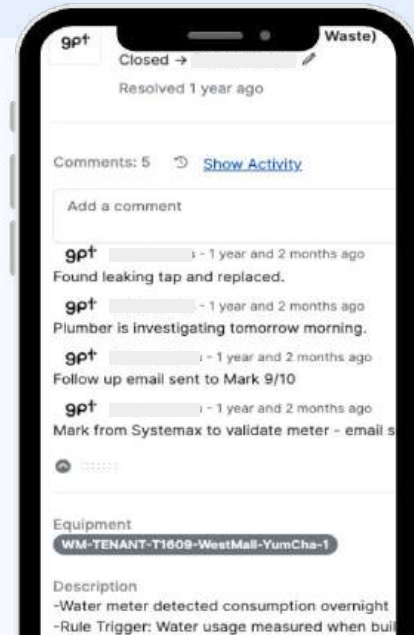 gpt
Waste)
Closed →
Resolved 1 year ago
Comments: 5 Show Activity
Add a comment
gpt - 1 year and 2 months ago
Found leaking tap and replaced.
gpt - 1 year and 2 months ago
Plumber is investigating tomorrow morning.
gpt - 1 year and 2 months ago
Follow up email sent to Mark 9/10
gpt - 1 year and 2 months ago
Mark from Systemax to validate meter - email s
Equipment
WM-TENANT-T1609-WestMall-YumCha-1
Description
-Water meter detected consumption overnight
-Rule Trigger: Water usage measured when buil